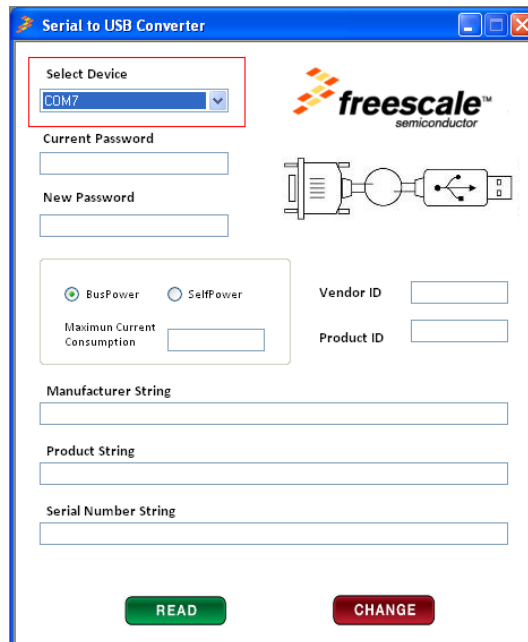 Serial to USB Converter
Select Device
COM7
freescale™
semiconductor
Current Password
New Password
BusPower
SelfPower
Maximun Current
Consumption
Vendor ID
Product ID
Manufacturer String
Product String
Serial Number String
READ
CHANGE